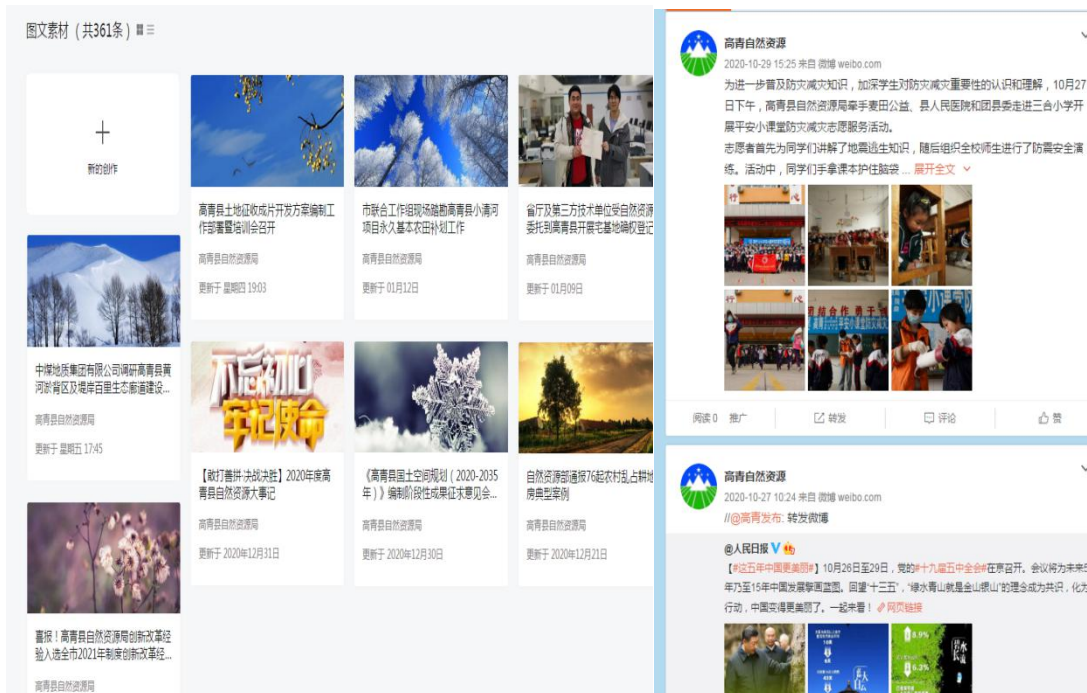 图文素材（共361条）
新的创作
高青县土地征收成片开发方案编制工
作部署暨培训会召开
高青县自然资源局
更新于 星期四 19:03
市联合工作组现场踏勘高青县小清河
项目永久基本农田补划工作
高青县自然资源局
更新于 01月12日
省厅及第三方技术单位受自然资源
委托到高青县开展宅基地确权登记
高青县自然资源局
更新于 01月09日
中煤地质集团有限公司调研高青县黄
河淤背区及堤岸百里生态廊道建设...
高青县自然资源局
更新于 星期五 17:45
不忘初心
牢记使命
【敢打善拼·决战决胜】2020年度高
青县自然资源大事记
高青县自然资源局
更新于 2020年12月31日
《高青县国土空间规划（2020-2035
年）》编制阶段性成果征求意见会...
高青县自然资源局
更新于 2020年12月30日
自然资源部通报76起农村乱占耕地
房典型案例
高青县自然资源局
更新于 2020年12月21日
喜报！高青县自然资源局创新改革经
验入选全市2021年制度创新改革经...
高青县自然资源局
高青自然资源
2020-10-29 15:25 来自 微博 weibo.com
为进一步普及防灾减灾知识，加深学生对防灾减灾重要性的认识和理解，10月27
日下午，高青县自然资源局牵手麦田公益、县人民医院和团县委走进三合小学开
展平安小课堂防灾减灾志愿服务活动。
志愿者首先为同学们讲解了地震逃生知识，随后组织全校师生进行了防震安全演
练。活动中，同学们手拿课本护住脑袋 ... 展开全文
阅读 0 推广 转发 评论 赞
高青自然资源
2020-10-27 10:24 来自 微博 weibo.com
//@高青发布: 转发微博
@人民日报
【#这五年中国更美丽#】10月26日至29日，党的#十九届五中全会#在京召开。会议将为未来5
年乃至15年中国发展擘画蓝图。回望"十三五"，"绿水青山就是金山银山"的理念成为共识，化为
行动，中国变得更美丽了。一起来看！ 网页链接
8.9%
6.3%